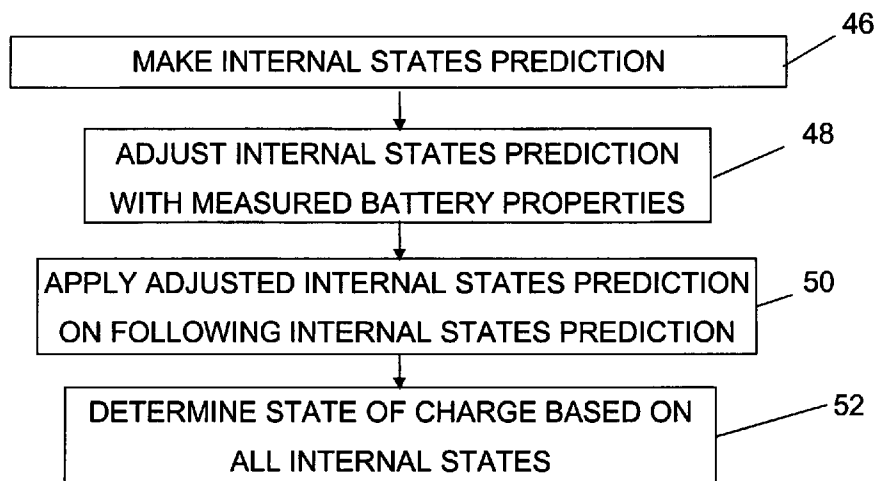 46
MAKE INTERNAL STATES PREDICTION
48
ADJUST INTERNAL STATES PREDICTION
WITH MEASURED BATTERY PROPERTIES
50
APPLY ADJUSTED INTERNAL STATES PREDICTION
ON FOLLOWING INTERNAL STATES PREDICTION
52
DETERMINE STATE OF CHARGE BASED ON
ALL INTERNAL STATES